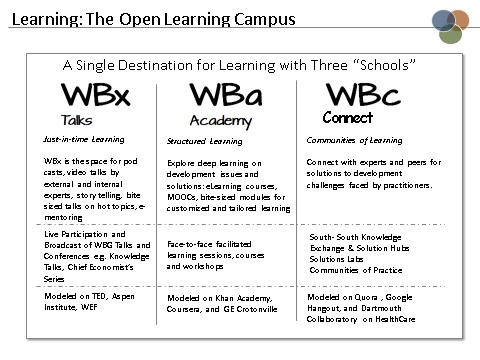 Learning: The Open Learning Campus
A Single Destination for Learning with Three “Schools”
WBx
Talks
Just-in-time Learning
WBx is the space for pod
casts, video talks by
external and internal
experts, story telling, bite
sized talks on hot topics, e-
mentoring
Live Participation and
Broadcast of WBG Talks and
Conferences e.g. Knowledge
Talks, Chief Economist’s
Series
Modeled on TED, Aspen
Institute, WEF
WBa
Academy
Structured Learning
Explore deep learning on
development issues and
solutions: eLearning courses,
MOOCs, bite-sized modules for
customized and tailored learning
Face-to-face facilitated
learning sessions, courses
and workshops
Modeled on Khan Academy,
Coursera, and GE Crotonville
WBc
Connect
Communities of Learning
Connect with experts and peers for
solutions to development
challenges faced by practitioners.
South- South Knowledge
Exchange & Solution Hubs
Solutions Labs
Communities of Practice
Modeled on Quora , Google
Hangout, and Dartmouth
Collaboratory on HealthCare